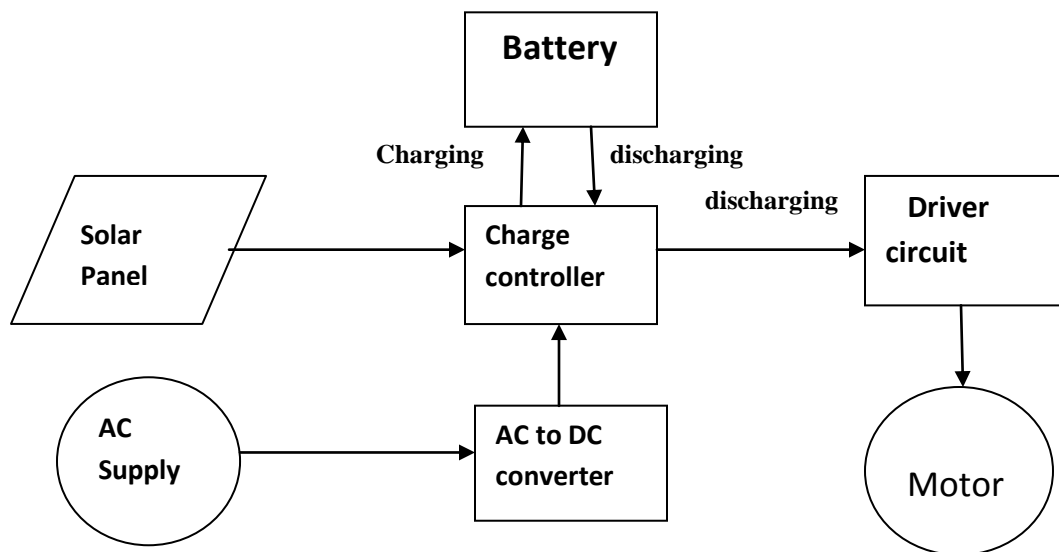 Battery
Charging
discharging
discharging
Solar
Panel
Charge
controller
Driver
circuit
AC
Supply
AC to DC
converter
Motor